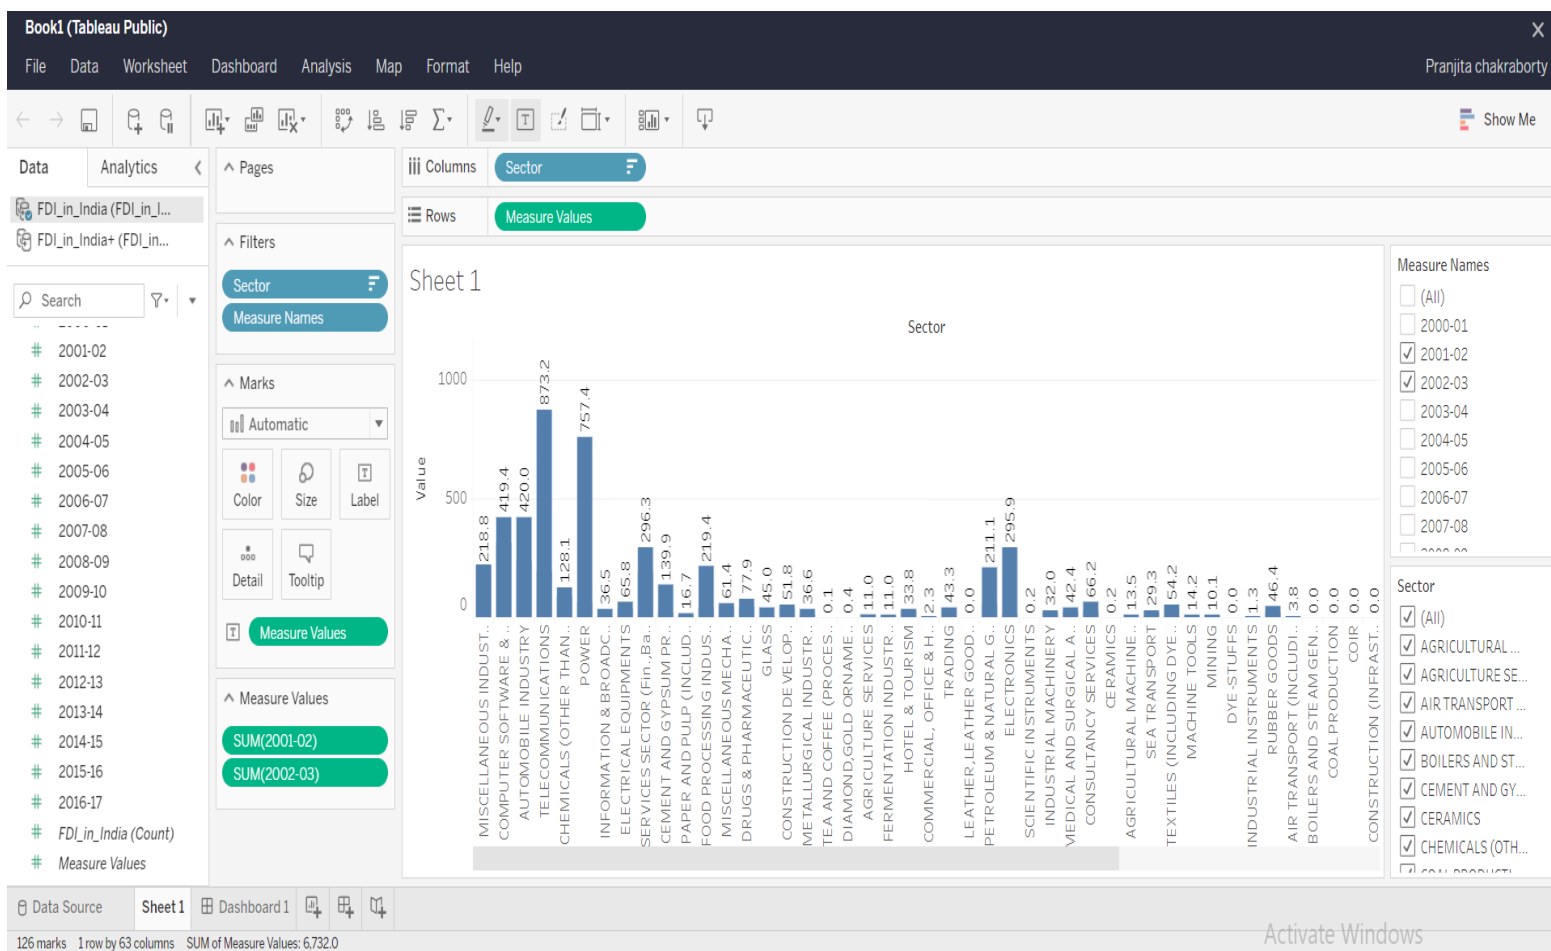 Book1 (Tableau Public)
X
File Data Worksheet Dashboard Analysis Map Format Help
Pranjita chakraborty
Show Me
Data Analytics
FDI_in_India (FDI_in_I...
FDI_in_India+ (FDI_in...
Search
2001-02
2002-03
2003-04
2004-05
2005-06
2006-07
2007-08
2008-09
2009-10
2010-11
2011-12
2012-13
2013-14
2014-15
2015-16
2016-17
FDI_in_India (Count)
Measure Values
Pages
Filters
Sector
Measure Names
Marks
Automatic
Color Size Label
Detail Tooltip
Measure Values
Measure Values
SUM(2001-02)
SUM(2002-03)
Columns Sector
Rows Measure Values
Sheet 1
Sector
Value
1000
500
0
218.8
419.4
420.0
873.2
128.1
757.4
36.5
65.8
296.3
139.9
16.7
219.4
61.4
77.9
45.0
51.8
36.6
0.1
0.4
11.0
11.0
33.8
2.3
43.3
0.0
211.1
295.9
0.2
32.0
42.4
66.2
0.2
13.5
29.3
54.2
14.2
10.1
0.0
1.3
46.4
3.8
0.0
0.0
0.0
0.0
MISCELLANEOUS INDUST..
COMPUTER SOFTWARE & ..
AUTOMOBILE INDUSTRY
TELECOMMUNICATIONS
CHEMICALS (OTHER THAN..
POWER
INFORMATION & BROADC..
ELECTRICAL EQUIPMENTS
SERVICES SECTOR (Fin.,Ba..
CEMENT AND GYPSUM PR..
PAPER AND PULP (INCLUD..
FOOD PROCESSING INDUS..
MISCELLANEOUS MECHA..
DRUGS & PHARMACEUTIC..
GLASS
CONSTRUCTION DEVELOP..
METALLURGICAL INDUSTR..
TEA AND COFFEE (PROCES..
DIAMOND,GOLD ORNAME..
AGRICULTURE SERVICES
FERMENTATION INDUSTR..
HOTEL & TOURISM
COMMERCIAL, OFFICE & H..
TRADING
LEATHER,LEATHER GOOD..
PETROLEUM & NATURAL G..
ELECTRONICS
SCIENTIFIC INSTRUMENTS
INDUSTRIAL MACHINERY
MEDICAL AND SURGICAL A..
CONSULTANCY SERVICES
CERAMICS
AGRICULTURAL MACHINE..
SEA TRANSPORT
TEXTILES (INCLUDING DYE..
MACHINE TOOLS
MINING
DYE-STUFFS
INDUSTRIAL INSTRUMENTS
RUBBER GOODS
AIR TRANSPORT (INCLUDI..
BOILERS AND STEAM GEN..
COAL PRODUCTION
COIR
CONSTRUCTION (INFRAST..
Measure Names
(All)
2000-01
2001-02
2002-03
2003-04
2004-05
2005-06
2006-07
2007-08
Sector
(All)
AGRICULTURAL ...
AGRICULTURE SE...
AIR TRANSPORT ...
AUTOMOBILE IN...
BOILERS AND ST...
CEMENT AND GY...
CERAMICS
CHEMICALS (OTH...
Data Source Sheet 1 Dashboard 1
126 marks 1 row by 63 columns SUM of Measure Values: 6,732.0
Activate Windows